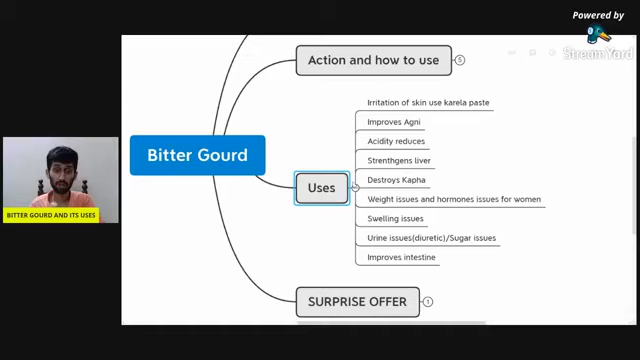 Powered by
StreamYard
Action and how to use
5
Irritation of skin use karela paste
Improves Agni
Acidity reduces
Strenthgens liver
Bitter Gourd
Destroys Kapha
Uses
Weight issues and hormones issues for women
BITTER GOURD AND ITS USES
Swelling issues
Urine issues(diuretic)/Sugar issues
Improves intestine
SURPRISE OFFER
1